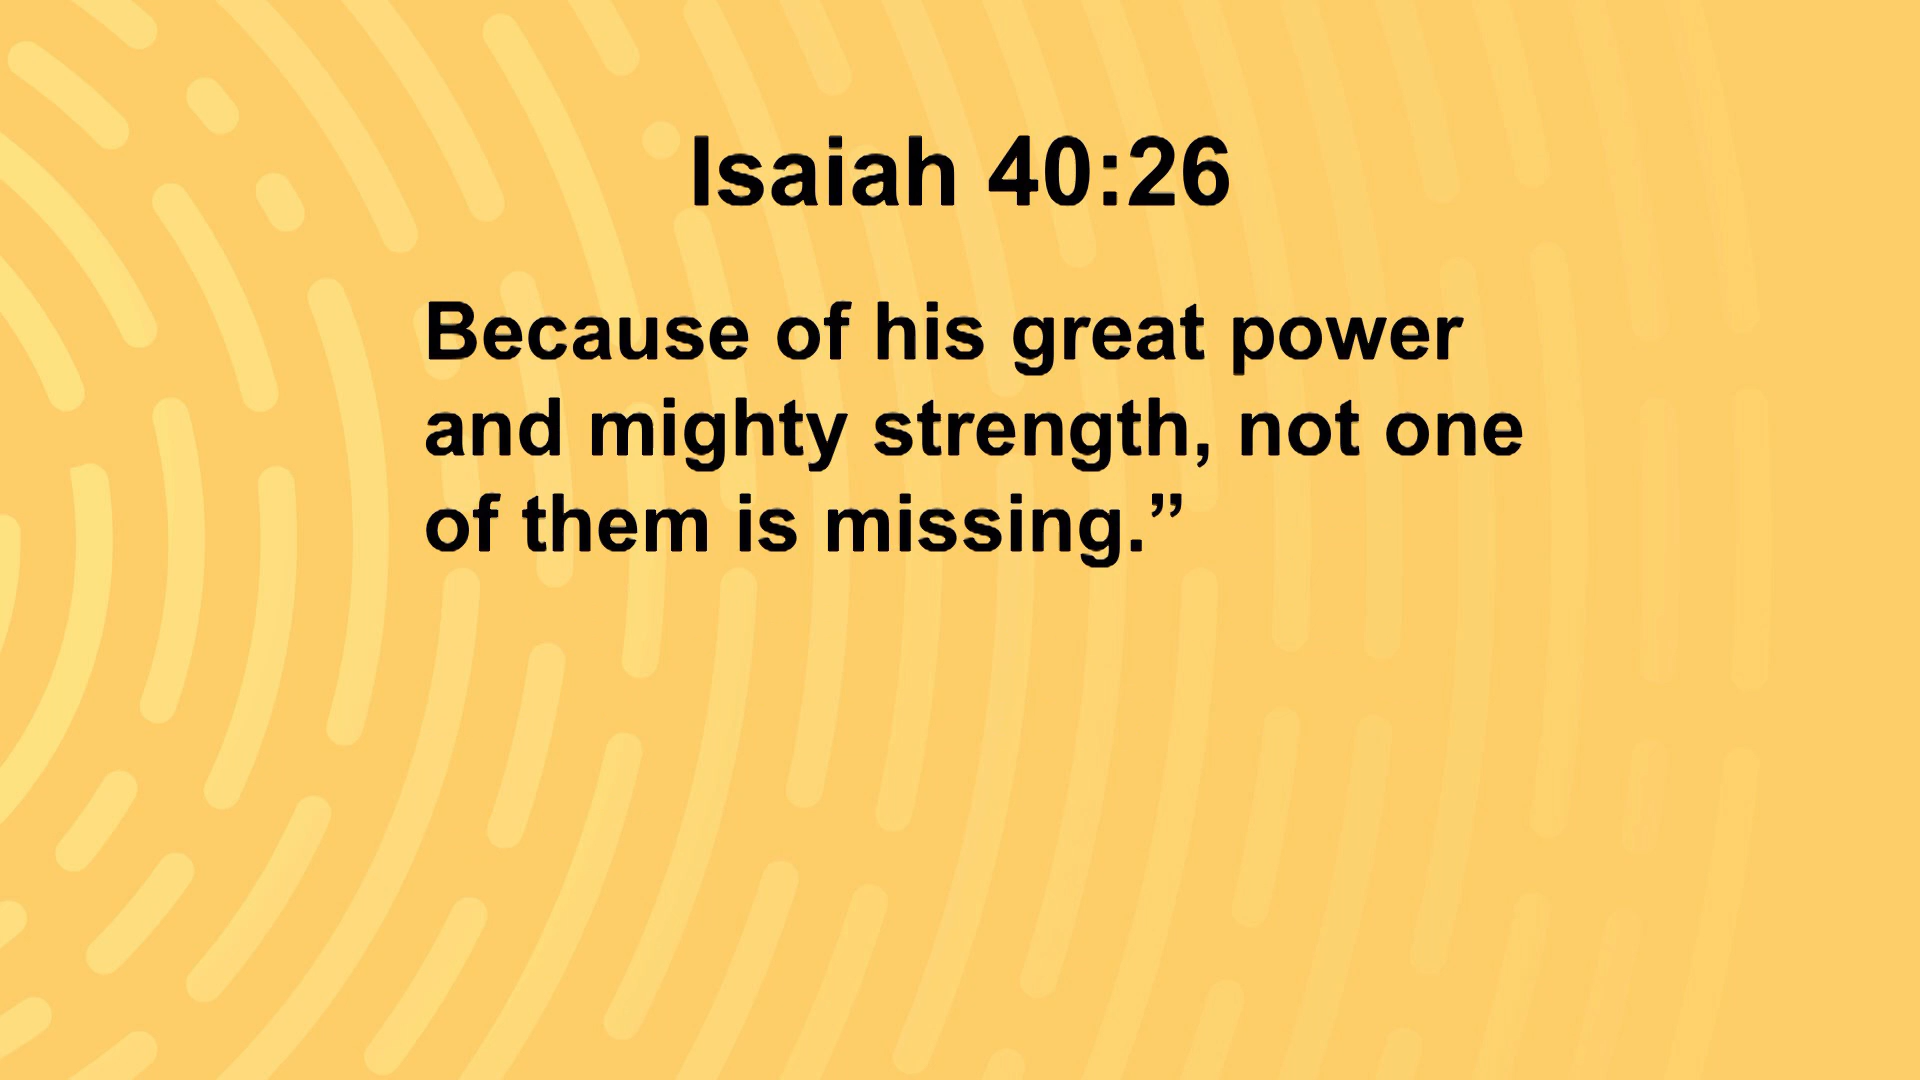 Isaiah 40:26
Because of his great power
and mighty strength, not one
of them is missing.”